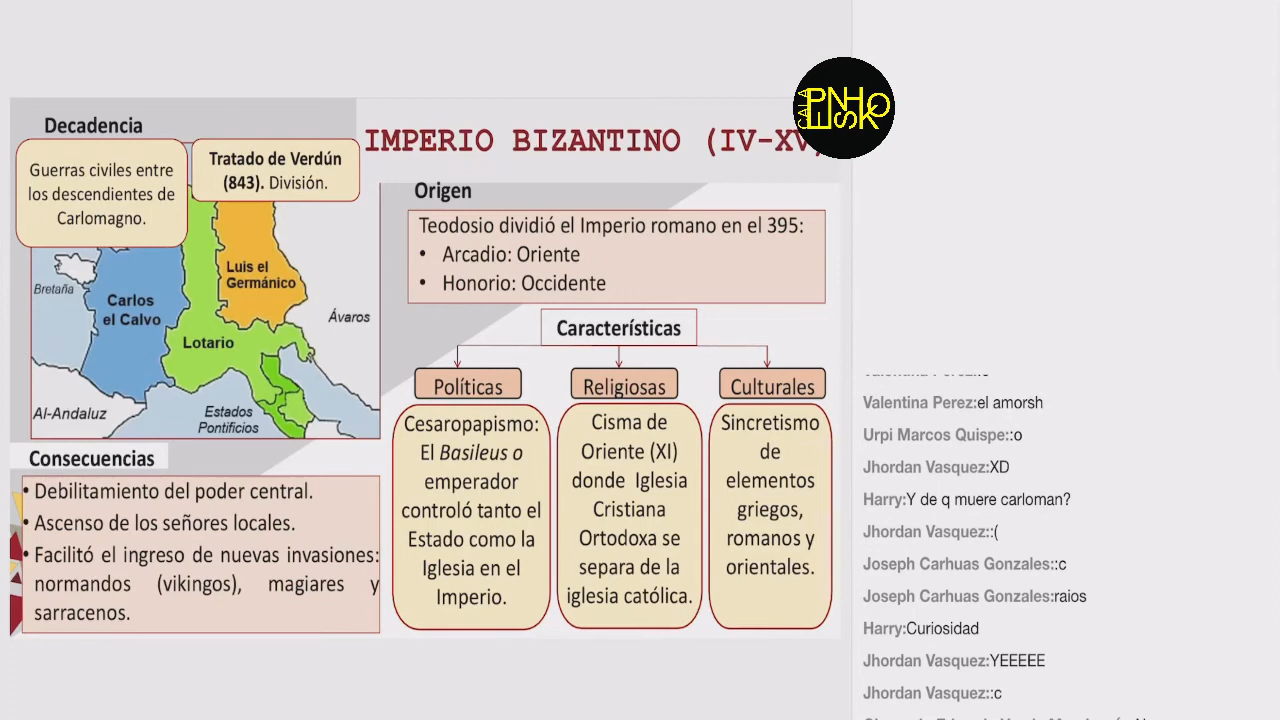 Decadencia
Guerras civiles entre
los descendientes de
Carlomagno.
Tratado de Verdún
(843). División.
Bretaña
Carlos
el Calvo
Luis el
Germánico
Lotario
Ávaros
Al-Andaluz
Estados
Pontificios
Consecuencias
• Debilitamiento del poder central.
• Ascenso de los señores locales.
• Facilitó el ingreso de nuevas invasiones:
normandos (vikingos), magiares y
sarracenos.
IMPERIO BIZANTINO (IV-XV)
Origen
Teodosio dividió el Imperio romano en el 395:
• Arcadio: Oriente
• Honorio: Occidente
Características
Políticas
Cesaropapismo:
El Basileus o
emperador
controló tanto el
Estado como la
Iglesia en el
Imperio.
Religiosas
Cisma de
Oriente (XI)
donde Iglesia
Cristiana
Ortodoxa se
separa de la
iglesia católica.
Culturales
Sincretismo
de
elementos
griegos,
romanos y
orientales.
Valentina Perez:el amorsh
Urpi Marcos Quispe::o
Jhordan Vasquez:XD
Harry:Y de q muere carloman?
Jhordan Vasquez::(
Joseph Carhuas Gonzales::c
Joseph Carhuas Gonzales:raios
Harry:Curiosidad
Jhordan Vasquez:YEEEEE
Jhordan Vasquez::c